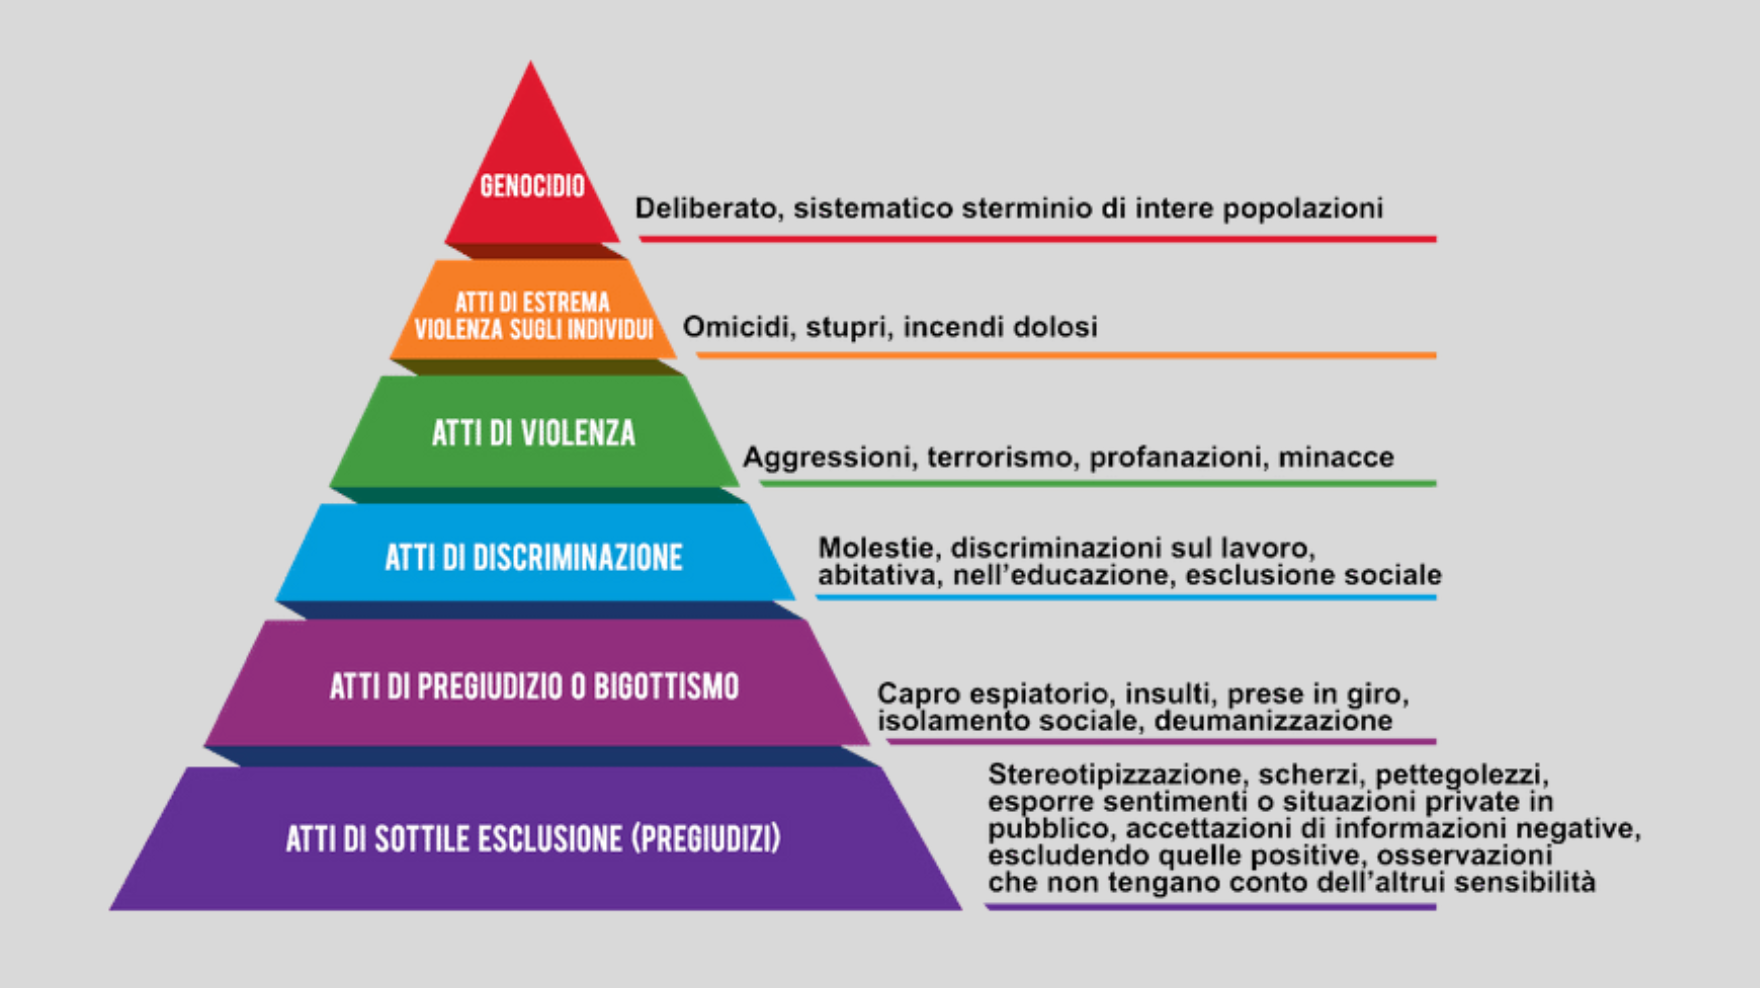 GENOCIDIO
Deliberato, sistematico sterminio di intere popolazioni
ATTI DI ESTREMA
VIOLENZA SUGLI INDIVIDUI
Omicidi, stupri, incendi dolosi
ATTI DI VIOLENZA
Aggressioni, terrorismo, profanazioni, minacce
ATTI DI DISCRIMINAZIONE
Molestie, discriminazioni sul lavoro,
abitativa, nell'educazione, esclusione sociale
ATTI DI PREGIUDIZIO O BIGOTTISMO
Capro espiatorio, insulti, prese in giro,
isolamento sociale, deumanizzazione
ATTI DI SOTTILE ESCLUSIONE (PREGIUDIZI)
Stereotipizzazione, scherzi, pettegolezzi,
esporre sentimenti o situazioni private in
pubblico, accettazioni di informazioni negative,
escludendo quelle positive, osservazioni
che non tengano conto dell'altrui sensibilità